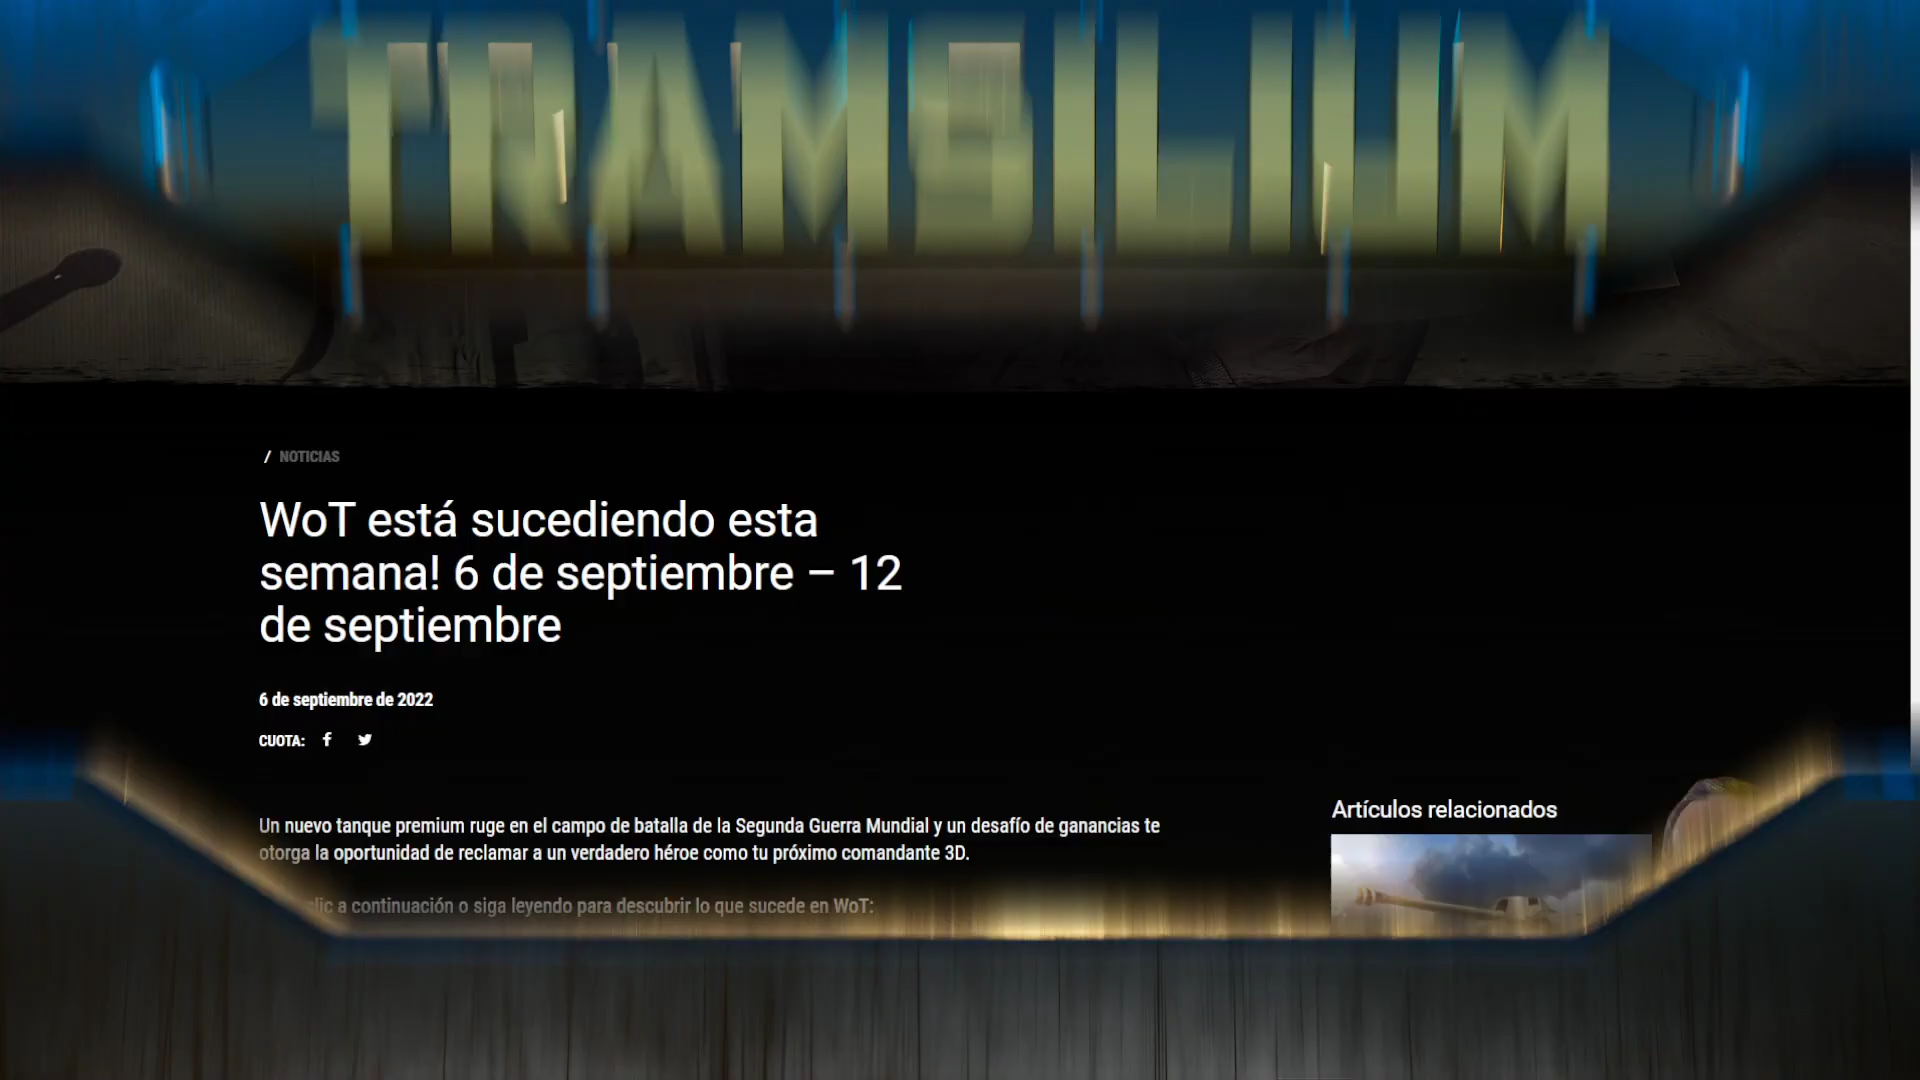 TRAMSILIUM
/ NOTICIAS
WoT está sucediendo esta
semana! 6 de septiembre – 12
de septiembre
6 de septiembre de 2022
CUOTA:
Un nuevo tanque premium ruge en el campo de batalla de la Segunda Guerra Mundial y un desafío de ganancias te
otorga la oportunidad de reclamar a un verdadero héroe como tu próximo comandante 3D.
Artículos relacionados
clic a continuación o siga leyendo para descubrir lo que sucede en WoT: